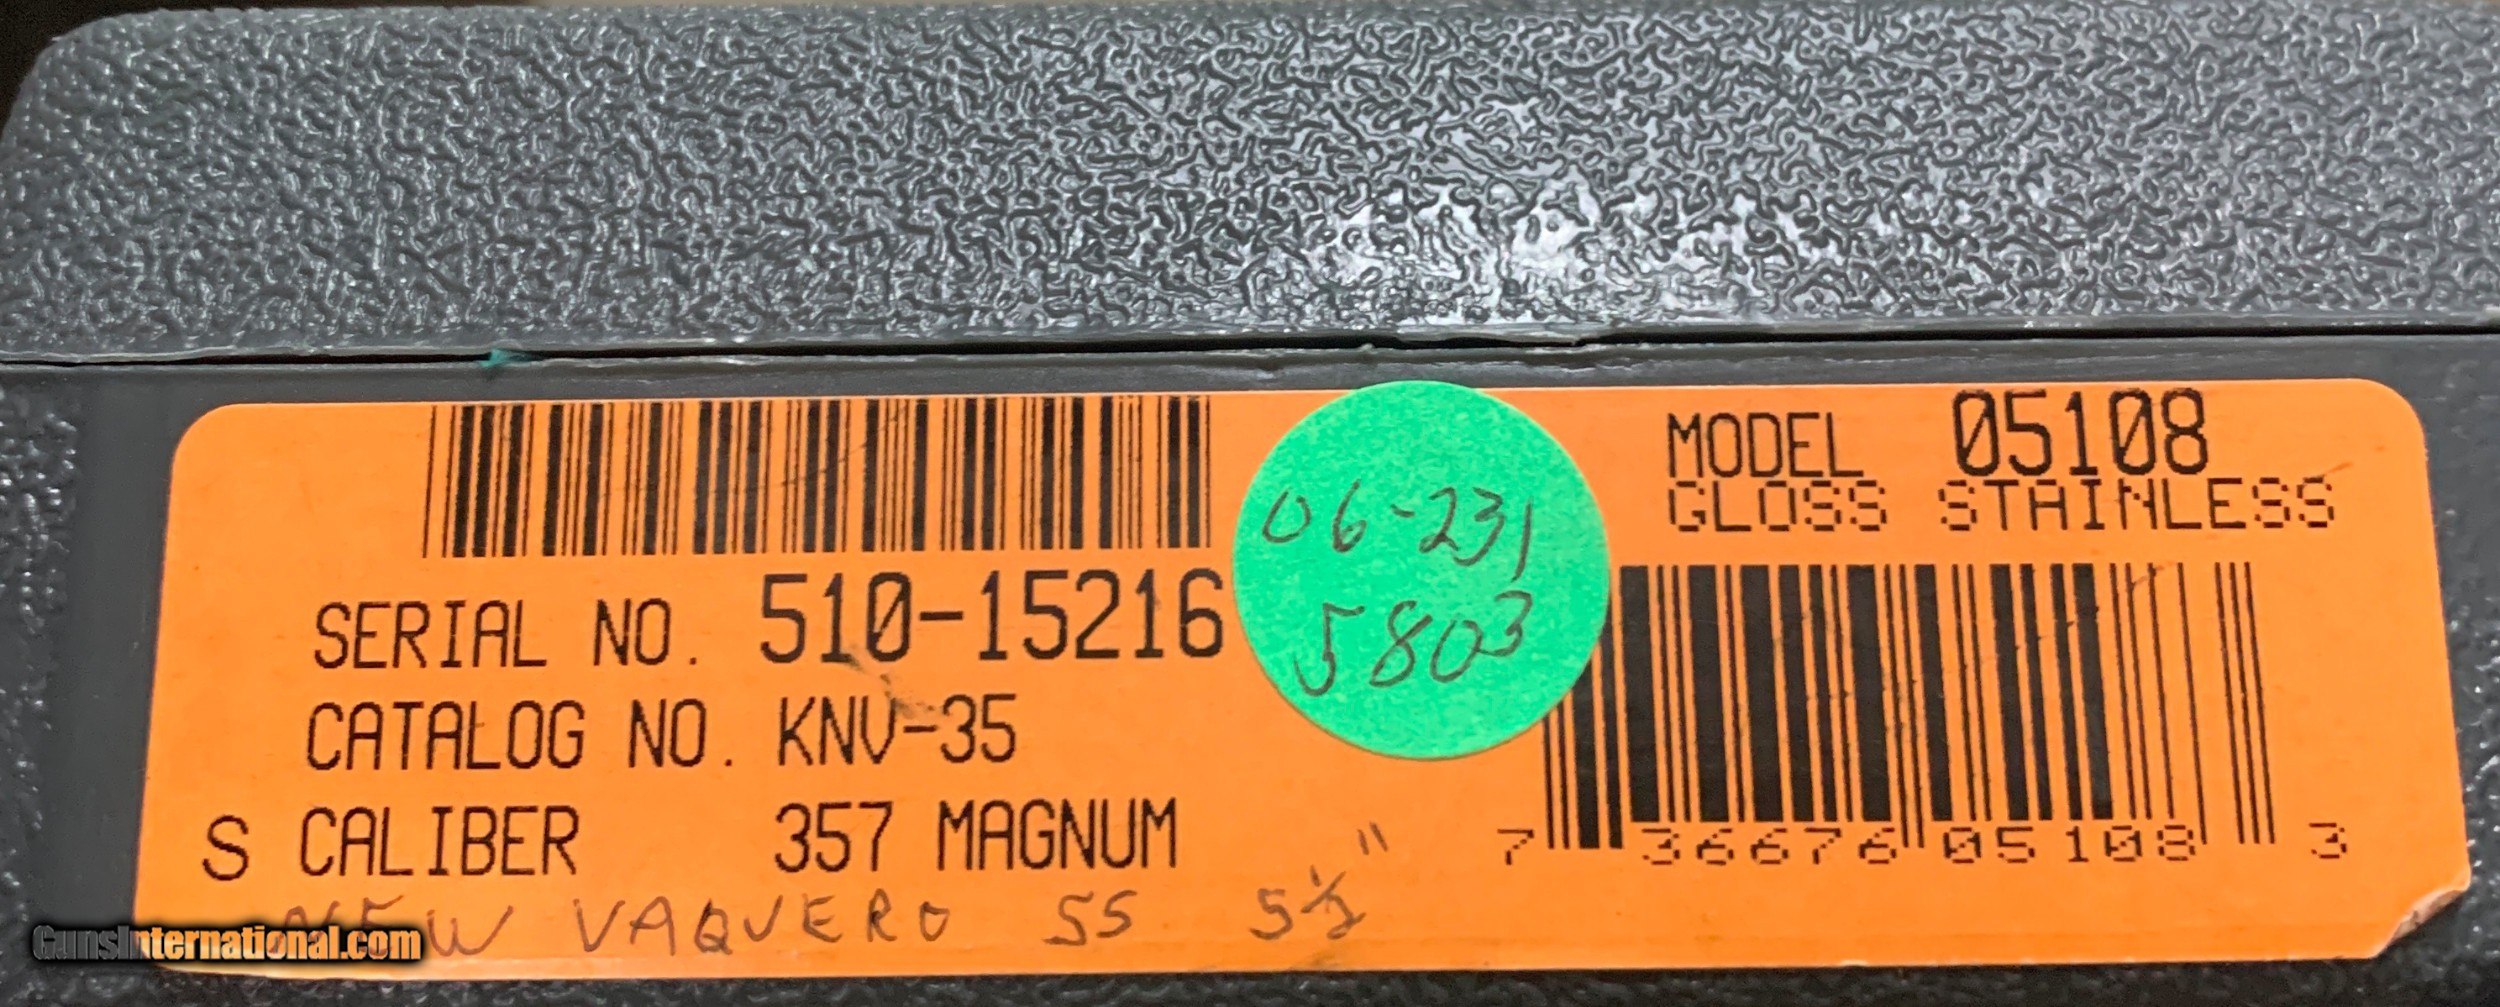 MODEL 05108
GLOSS STAINLESS
06-231
5803
SERIAL NO. 510-15216
CATALOG NO. KNV-35
S CALIBER 357 MAGNUM
7 36676 05108 3
NEW VAQUERO SS 5½"
GunsInternational.com